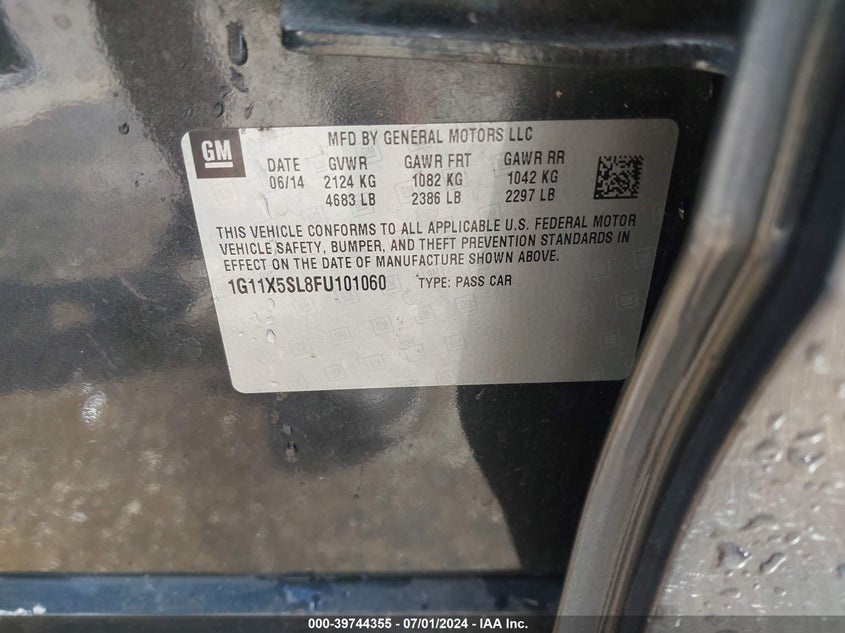 GM
MFD BY GENERAL MOTORS LLC
DATE GVWR GAWR FRT GAWR RR
06/14 2124 KG 1082 KG 1042 KG
4683 LB 2386 LB 2297 LB
THIS VEHICLE CONFORMS TO ALL APPLICABLE U.S. FEDERAL MOTOR
VEHICLE SAFETY, BUMPER, AND THEFT PREVENTION STANDARDS IN
EFFECT ON THE DATE OF MANUFACTURE SHOWN ABOVE.
1G11X5SL8FU101060 TYPE: PASS CAR
000-39744355 - 07/01/2024 - IAA Inc.